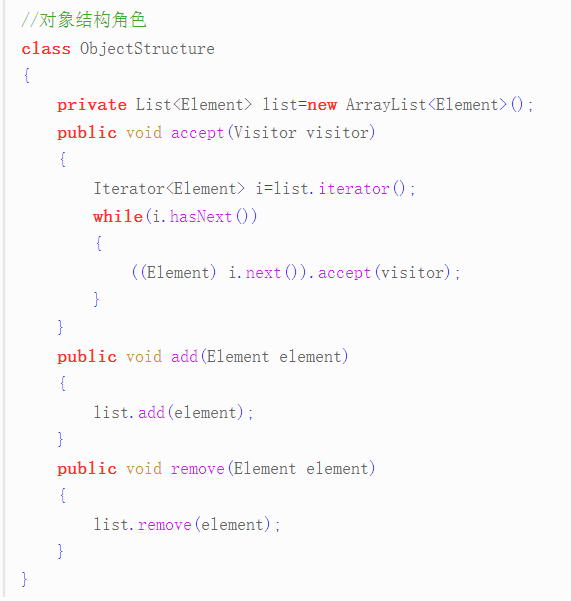 //对象结构角色
class ObjectStructure
{
    private List<Element> list=new ArrayList<Element>();
    public void accept(Visitor visitor)
    {
        Iterator<Element> i=list.iterator();
        while(i.hasNext())
        {
            ((Element) i.next()).accept(visitor);
        }
    }
    public void add(Element element)
    {
        list.add(element);
    }
    public void remove(Element element)
    {
        list.remove(element);
    }
}